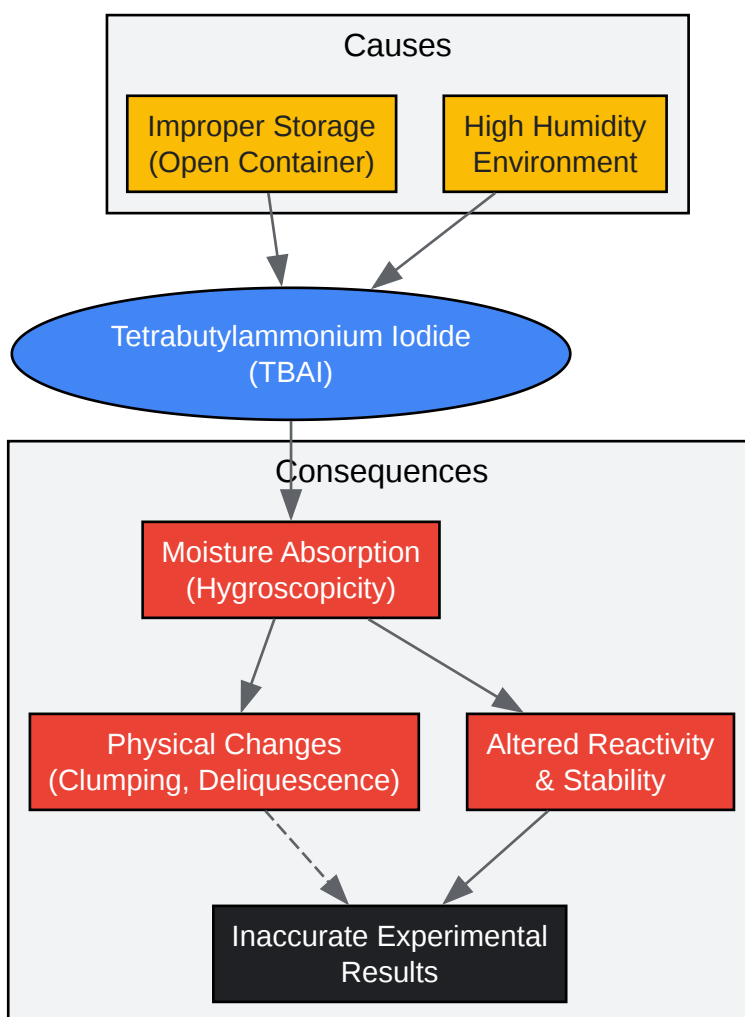 Causes
Improper Storage
(Open Container)
High Humidity
Environment
Tetrabutylammonium Iodide
(TBAI)
Consequences
Moisture Absorption
(Hygroscopicity)
Physical Changes
(Clumping, Deliquescence)
Altered Reactivity
& Stability
Inaccurate Experimental
Results